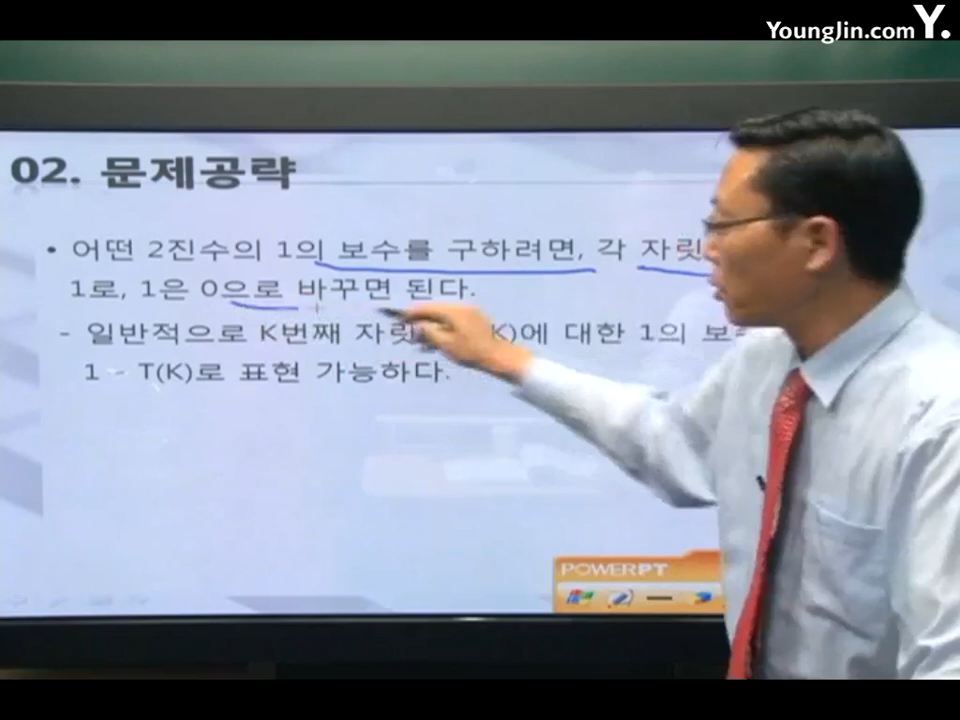 YoungJin.com Y.
02. 문제공략
• 어떤 2진수의 1의 보수를 구하려면, 각 자릿
1로, 1은 0으로 바꾸면 된다.
- 일반적으로 K번째 자릿 K)에 대한 1의 보
1 - T(K)로 표현 가능하다.
POWERPT